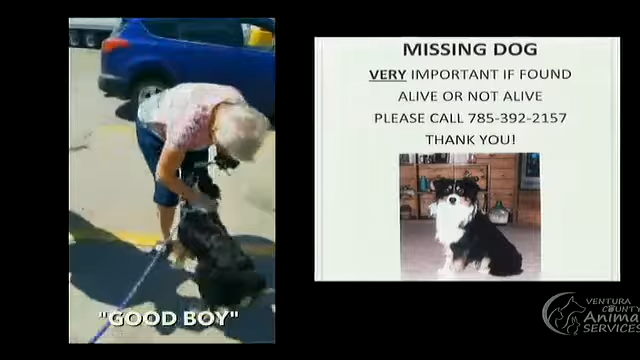 "GOOD BOY"
MISSING DOG
VERY IMPORTANT IF FOUND
ALIVE OR NOT ALIVE
PLEASE CALL 785-392-2157
THANK YOU!
VENTURA
COUNTY
Animal
SERVICES